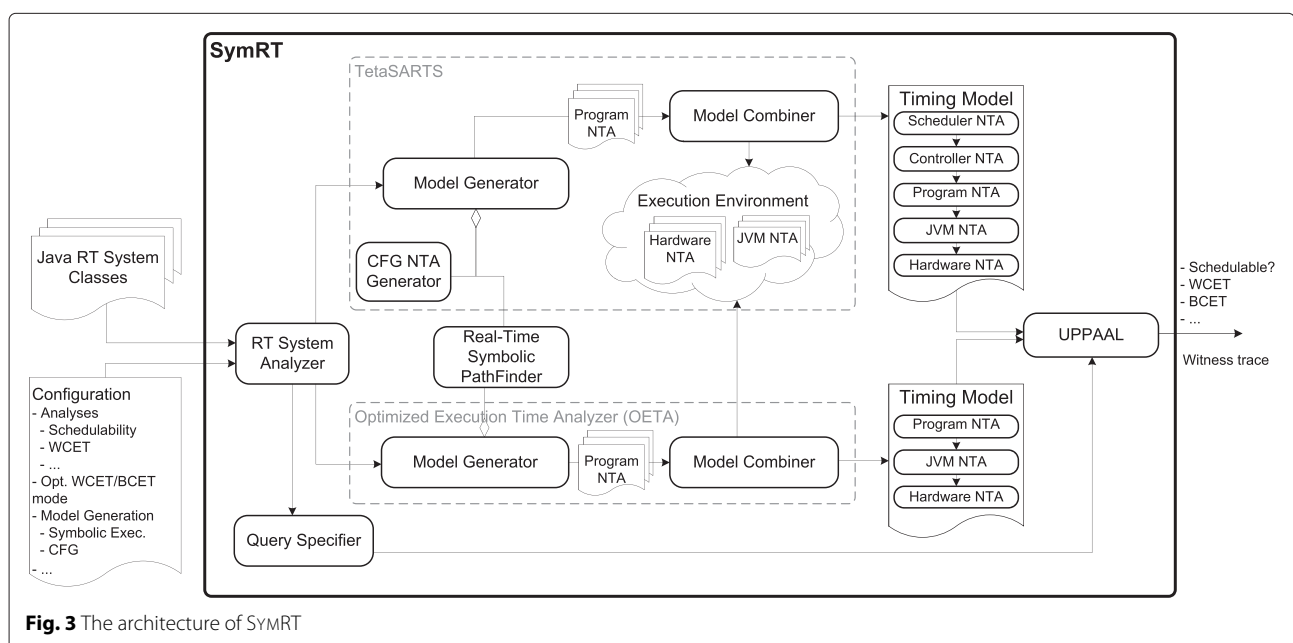 SymRT
TetaSARTS
Program
NTA
Model Combiner
Model Generator
Execution Environment
Hardware
NTA
JVM NTA
CFG NTA
Generator
Timing Model
Scheduler NTA
Controller NTA
Program NTA
JVM NTA
Hardware NTA
Java RT System
Classes
RT System
Analyzer
Real-Time
Symbolic
PathFinder
UPPAAL
- Schedulable?
- WCET
- BCET
- ...
Witness trace
Configuration
- Analyses
- Schedulability
- WCET
- ...
- Opt. WCET/BCET
mode
- Model Generation
- Symbolic Exec.
- CFG
- ...
Optimized Execution Time Analyzer (OETA)
Model Generator
Program
NTA
Model Combiner
Timing Model
Program NTA
JVM NTA
Hardware NTA
Query Specifier
Fig. 3 The architecture of SYMRT